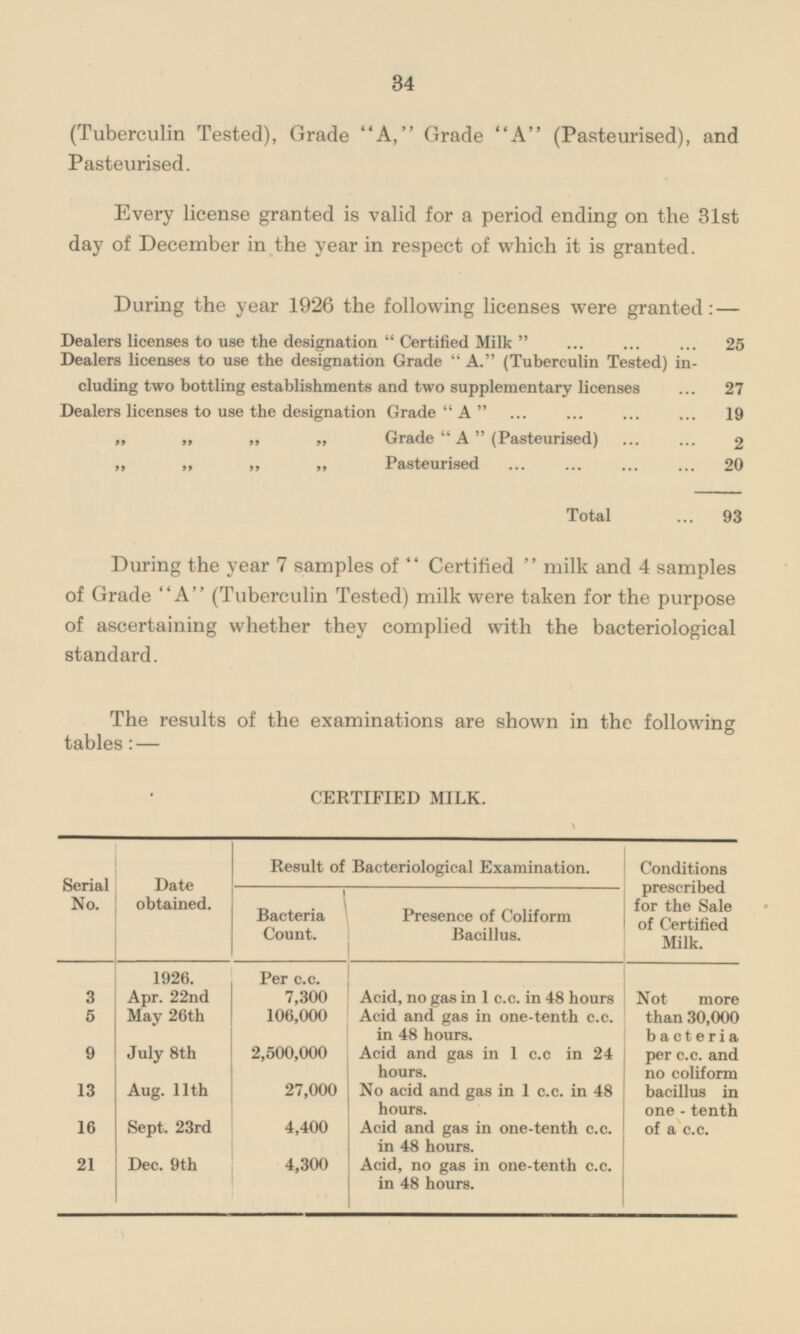 34
(Tuberculin Tested), Grade "A," Grade "A" (Pasteurised), and
Pasteurised.
Every license granted is valid for a period ending on the 31st
day of December in the year in respect of which it is granted.
During the year 1926 the following licenses were granted:—
Dealers licenses to use the designation " Certified Milk " ... ... ... 25
Dealers licenses to use the designation Grade " A." (Tuberculin Tested) in-
cluding two bottling establishments and two supplementary licenses ... 27
Dealers licenses to use the designation Grade " A " ... ... ... ... 19
,, ,, ,, ,, Grade " A " (Pasteurised) ... ... 2
,, ,, ,, ,, Pasteurised ... ... ... ... 20
Total ... 93
During the year 7 samples of " Certified " milk and 4 samples
of Grade "A" (Tuberculin Tested) milk were taken for the purpose
of ascertaining whether they complied with the bacteriological
standard.
The results of the examinations are shown in the following
tables:—
CERTIFIED MILK.
Serial No. Date obtained. Result of Bacteriological Examination. Conditions prescribed for the Sale of Certified Milk.
Bacteria Count. Presence of Coliform Bacillus.
1926. Per c.c.
3 Apr. 22nd 7,300 Acid, no gas in 1 c.c. in 48 hours Not more
5 May 26th 106,000 Acid and gas in one-tenth c.c. than 30,000
in 48 hours. bacteria
9 July 8th 2,500,000 Acid and gas in 1 c.c in 24 per c.c. and
hours. no coliform
13 Aug. 11th 27,000 No acid and gas in 1 c.c. in 48 bacillus in
hours. one - tenth
16 Sept. 23rd 4,400 Acid and gas in one-tenth c.c. of a c.c.
in 48 hours.
21 Dec. 9th 4,300 Acid, no gas in one-tenth c.c.
in 48 hours.